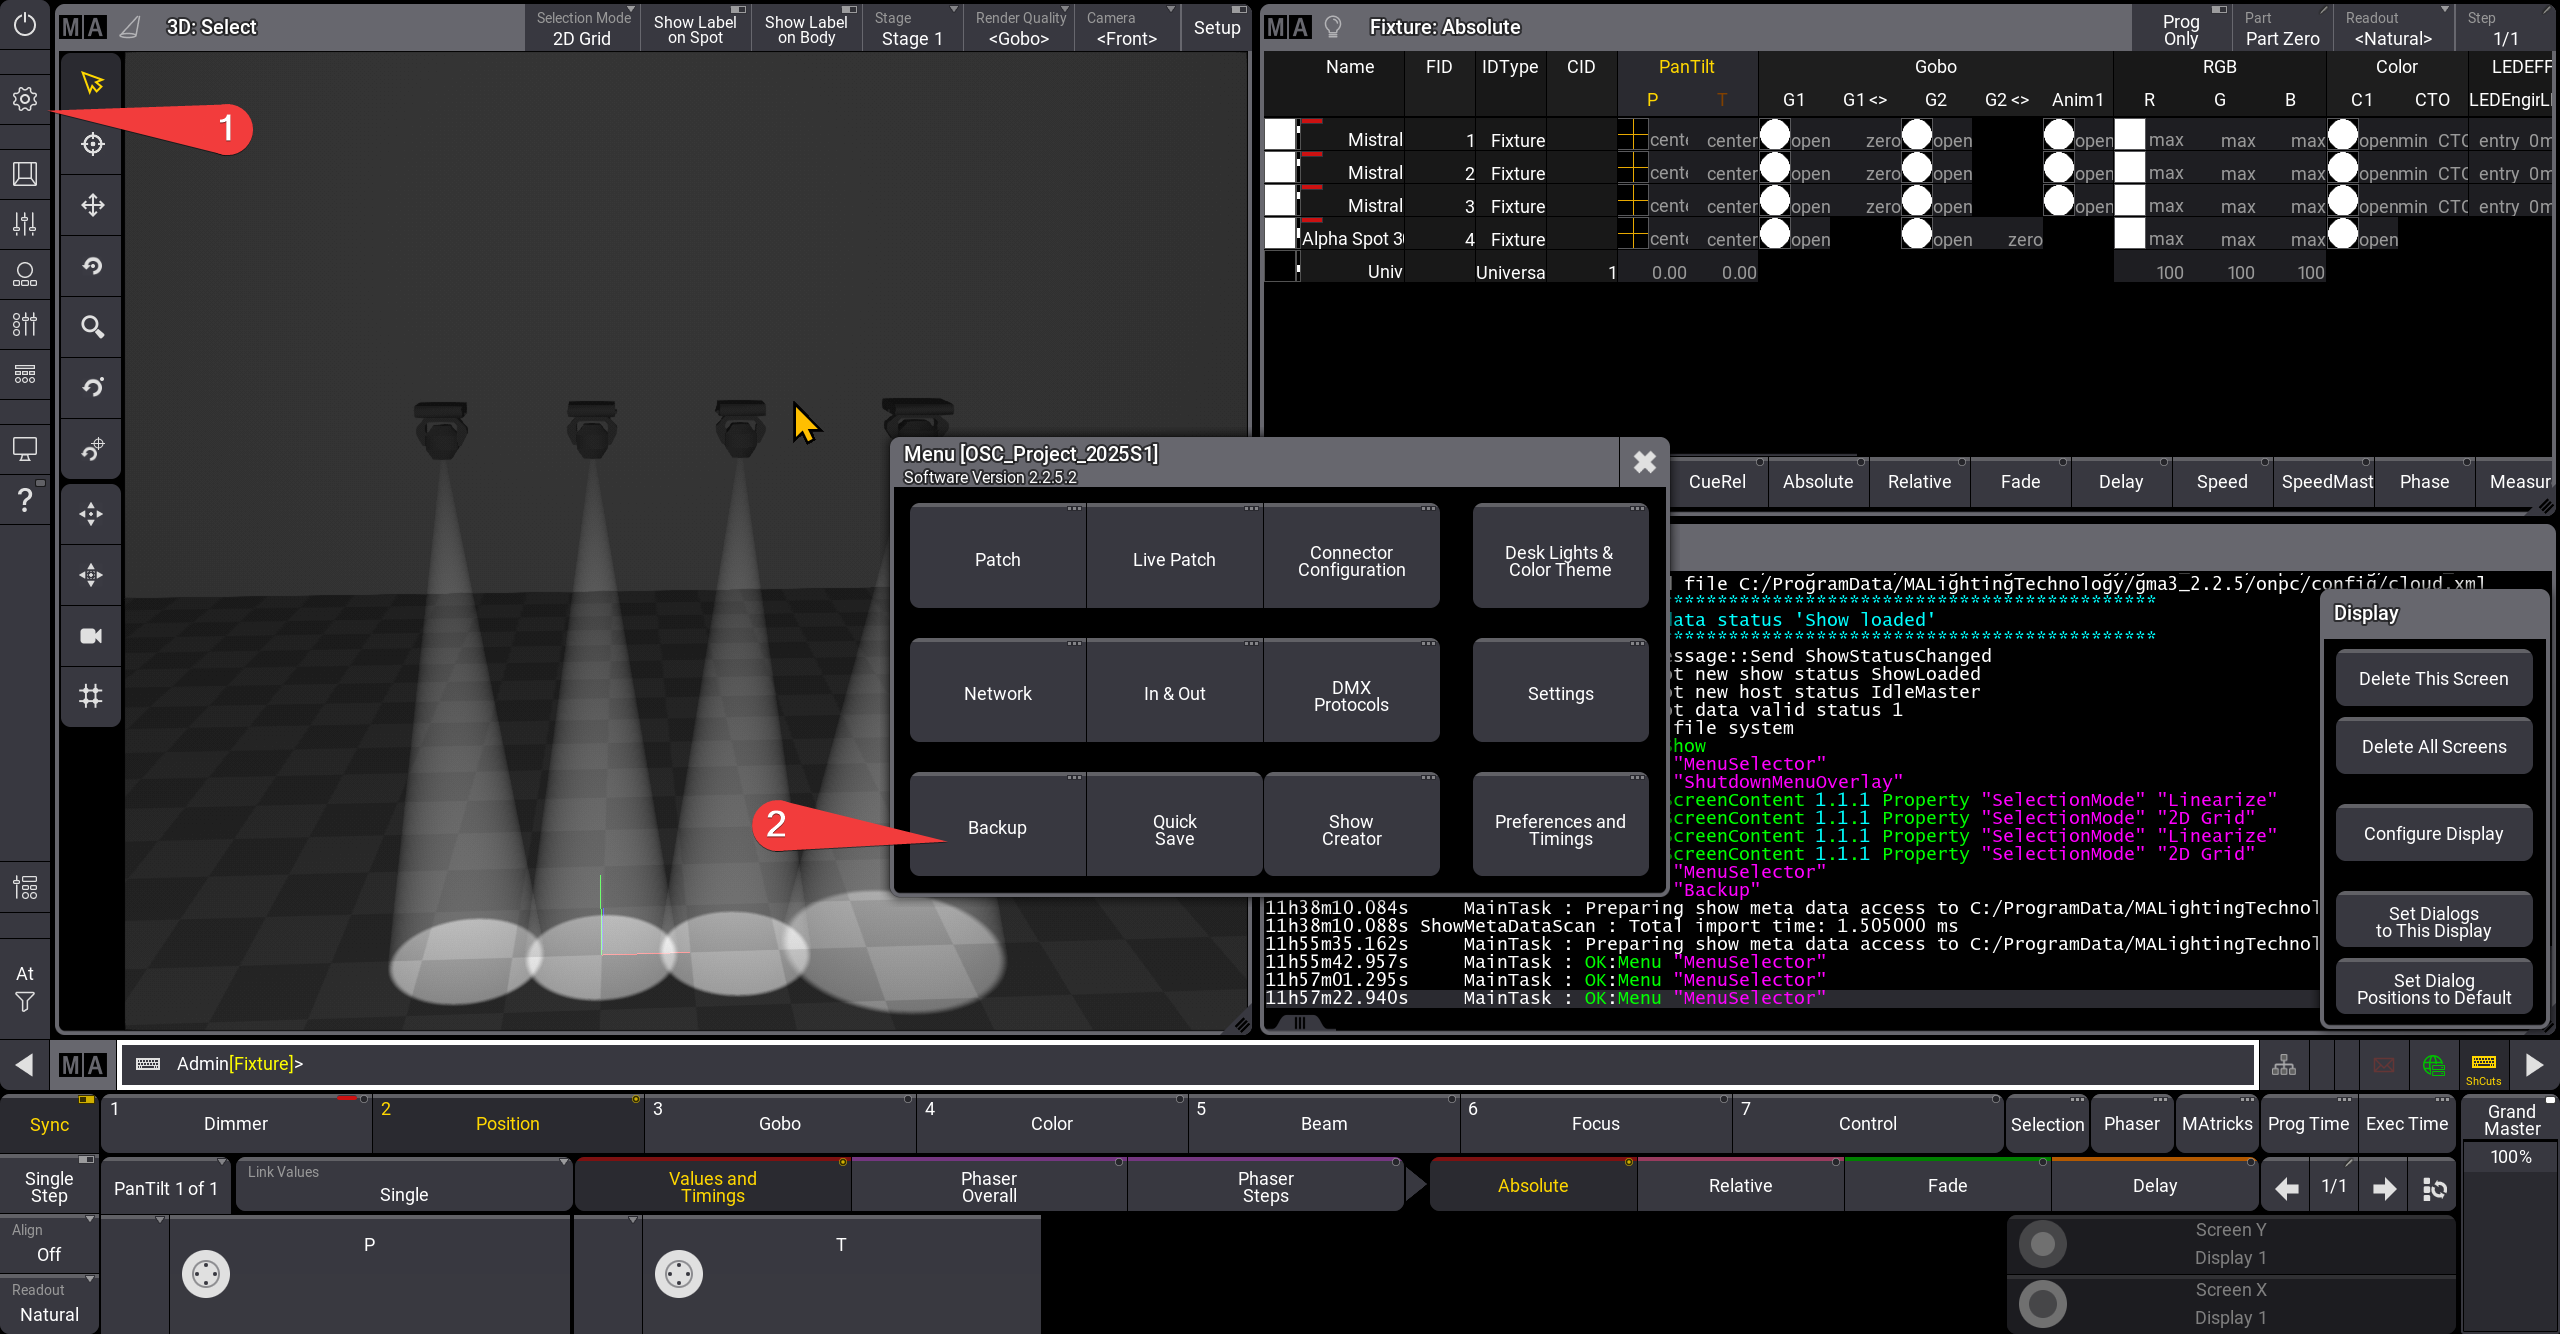 MA
3D: Select
Selection Mode
2D Grid
Show Label
on Spot
Show Label
on Body
Stage
Stage 1
Render Quality
<Gobo>
Camera
<Front>
Setup
MA
Fixture: Absolute
Prog
Only
Part
Part Zero
Readout
<Natural>
Step
1/1
Name FID IDType CID PanTilt Gobo RGB Color LEDEFF
P T G1 G1 <> G2 G2 <> Anim1 R G B C1 CTO
Mistral 1 Fixture cent center open zero open open max max max open min CTC entry 0m
Mistral 2 Fixture cent center open zero open open max max max open min CTC entry 0m
Mistral 3 Fixture cent center open zero open open max max max open min CTC entry 0m
Alpha Spot 3 4 Fixture cent center open open zero max max max open
Univ Universa 1 0.00 0.00 100 100 100
1
CueRel Absolute Relative Fade Delay Speed SpeedMast Phase Measur
Menu [OSC_Project_2025S1]
Software Version 2.2.5.2
Patch
Live Patch
Connector
Configuration
Desk Lights &
Color Theme
Network
In & Out
DMX
Protocols
Settings
2
Backup
Quick
Save
Show
Creator
Preferences and
Timings
file C:/ProgramData/MALightingTechnology/gma3_2.2.5/onpc/config/cloud.xml
********************************************
ata status 'Show loaded'
********************************************
ssage::Send ShowStatusChanged
t new show status ShowLoaded
t new host status IdleMaster
t data valid status 1
file system
how
"MenuSelector"
"ShutdownMenuOverlay"
creenContent 1.1.1 Property "SelectionMode" "Linearize"
creenContent 1.1.1 Property "SelectionMode" "2D Grid"
creenContent 1.1.1 Property "SelectionMode" "Linearize"
creenContent 1.1.1 Property "SelectionMode" "2D Grid"
"MenuSelector"
"Backup"
11h38m10.084s MainTask : Preparing show meta data access to C:/ProgramData/MALightingTechnol
11h38m10.088s ShowMetaDataScan : Total import time: 1.505000 ms
11h55m35.162s MainTask : Preparing show meta data access to C:/ProgramData/MALightingTechnol
11h55m42.957s MainTask : OK:Menu "MenuSelector"
11h57m01.295s MainTask : OK:Menu "MenuSelector"
11h57m22.940s MainTask : OK:Menu "MenuSelector"
Display
Delete This Screen
Delete All Screens
Configure Display
Set Dialogs
to This Display
Set Dialog
Positions to Default
?
At
MA
Admin[Fixture]>
ShCuts
Sync
1 Dimmer
2 Position
3 Gobo
4 Color
5 Beam
6 Focus
7 Control
Selection
Phaser
MAtricks
Prog Time
Exec Time
Grand
Master
100%
Single
Step
PanTilt 1 of 1
Link Values
Single
Values and
Timings
Phaser
Overall
Phaser
Steps
Absolute
Relative
Fade
Delay
1/1
Align
Off
P
T
Screen Y
Display 1
Readout
Natural
Screen X
Display 1